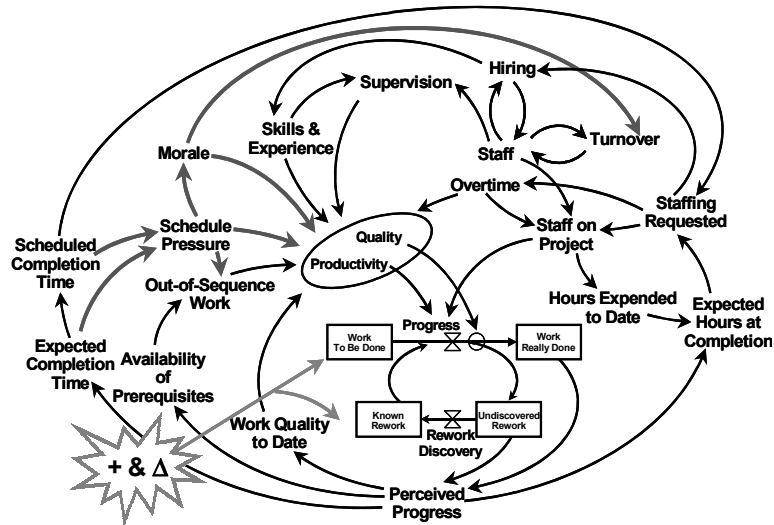 Hiring
Supervision
Skills &
Experience
Turnover
Morale
Staff
Overtime
Staffing
Requested
Schedule
Pressure
Staff on
Project
Quality
Scheduled
Completion
Time
Productivity
Out-of-Sequence
Work
Hours Expended
to Date
Expected
Hours at
Completion
Progress
Work
To Be Done
Work
Really Done
Expected
Completion
Time
Availability
of
Prerequisites
Known
Rework
Undiscovered
Rework
Rework
Discovery
Work Quality
to Date
+ & Δ
Perceived
Progress